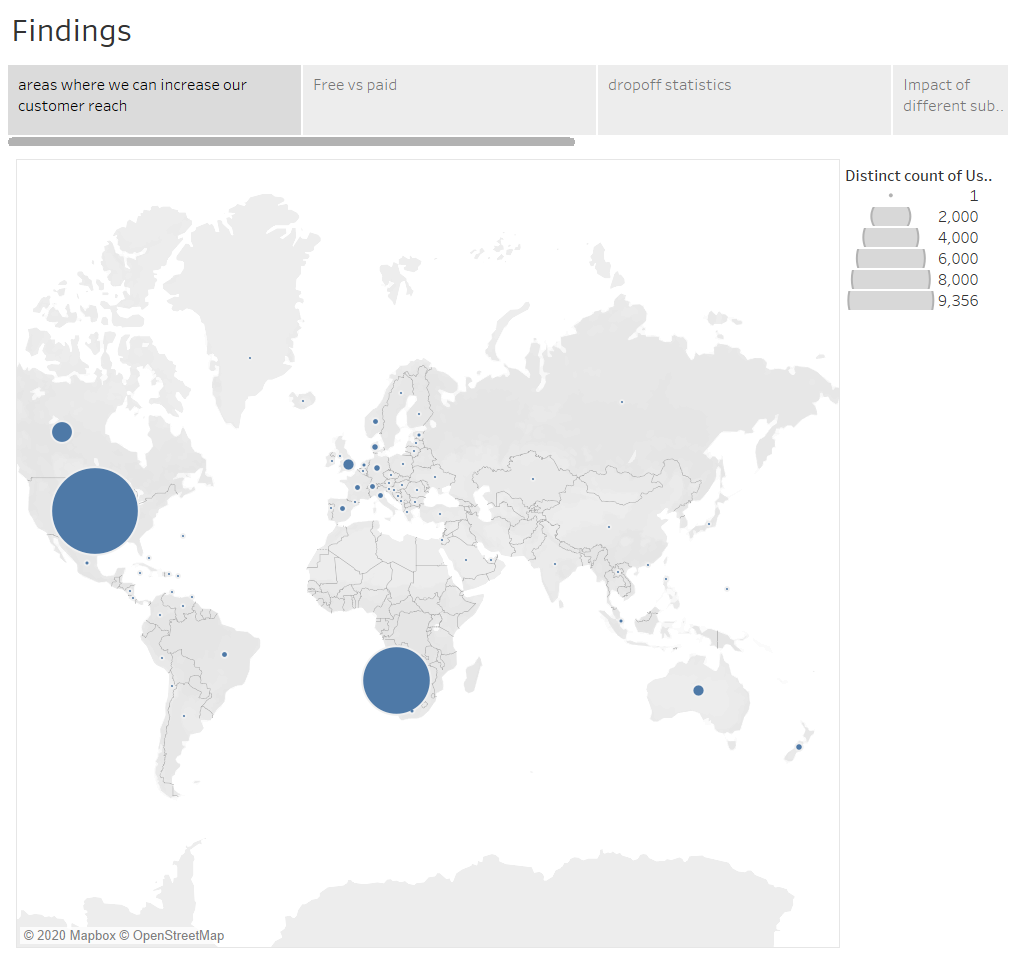 Findings
areas where we can increase our
customer reach
Free vs paid
dropoff statistics
Impact of
different sub..
Distinct count of Us..
1
2,000
4,000
6,000
8,000
9,356
© 2020 Mapbox © OpenStreetMap